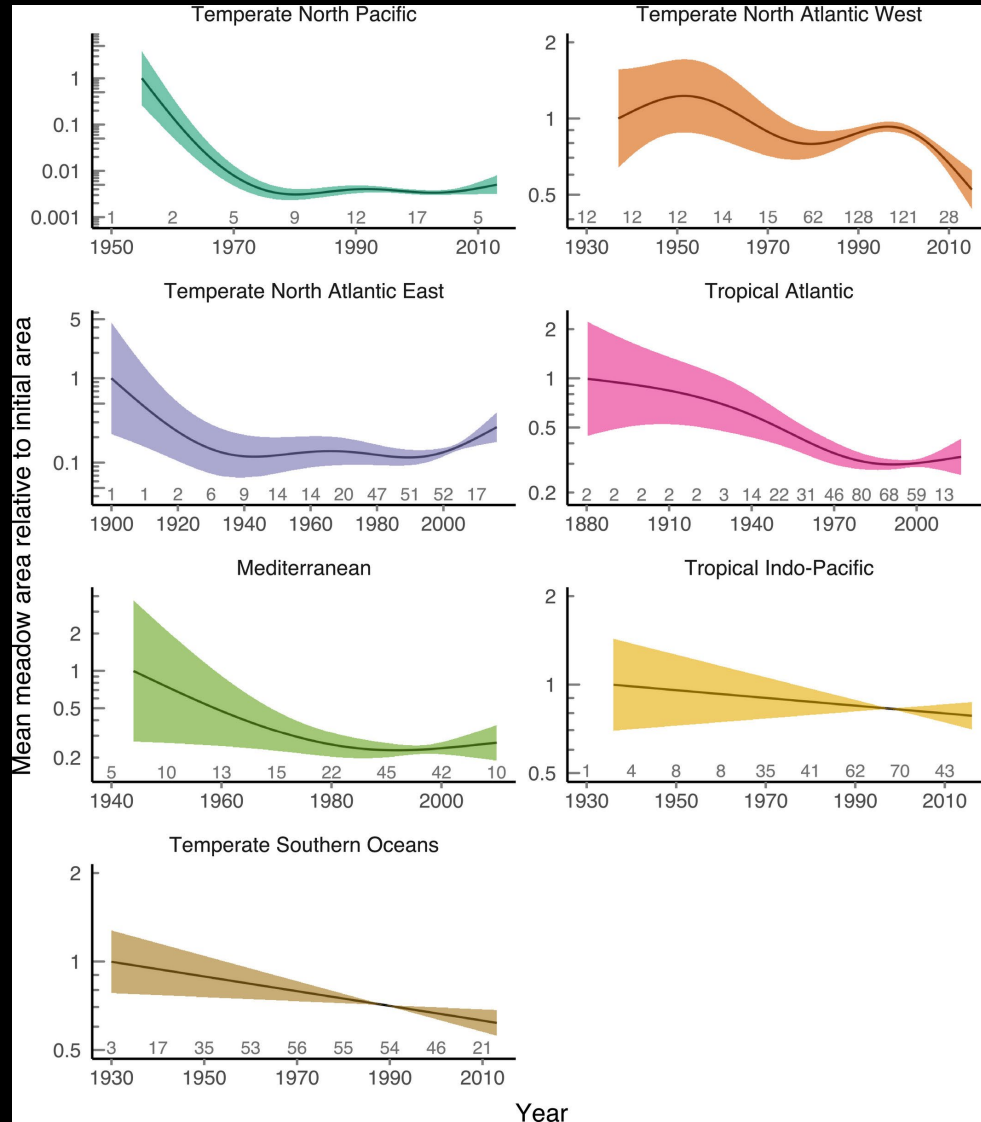 Temperate North Pacific
1
0.1
0.01
0.001
1 2 5 9 12 17 5
1950 1970 1990 2010
Temperate North Atlantic West
2
1
0.5
12 12 12 14 15 62 128 121 28
1930 1950 1970 1990 2010
Temperate North Atlantic East
5
1
0.1
1 1 2 6 9 14 14 20 47 51 52 17
1900 1920 1940 1960 1980 2000
Tropical Atlantic
2
1
0.5
0.2
2 2 2 2 2 3 14 22 31 46 80 68 59 13
1880 1910 1940 1970 2000
Mean meadow area relative to initial area
Mediterranean
2
1
0.5
0.2
5 10 13 15 22 45 42 10
1940 1960 1980 2000
Tropical Indo-Pacific
2
1
0.5
1 4 8 8 35 41 62 70 43
1930 1950 1970 1990 2010
Temperate Southern Oceans
2
1
0.5
3 17 35 53 56 55 54 46 21
1930 1950 1970 1990 2010
Year